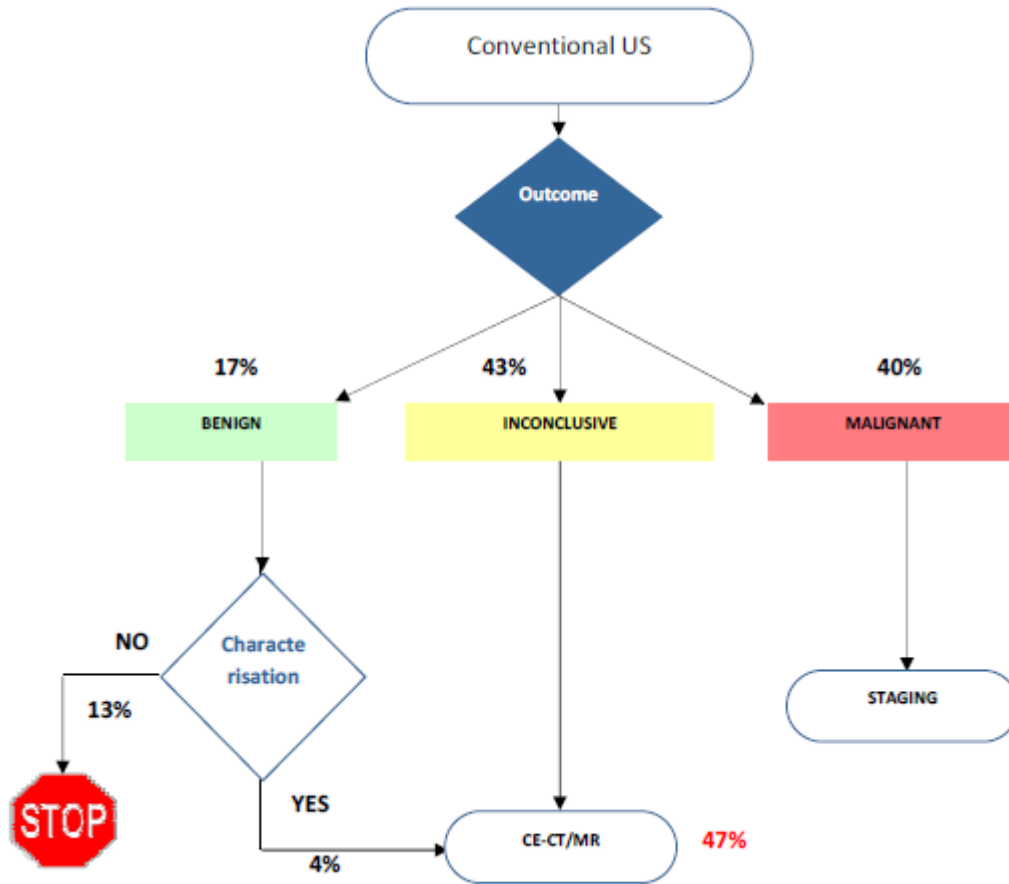 Conventional US
Outcome
17%
43%
40%
BENIGN
INCONCLUSIVE
MALIGNANT
NO
Characte
risation
13%
STAGING
STOP
YES
4%
CE-CT/MR
47%